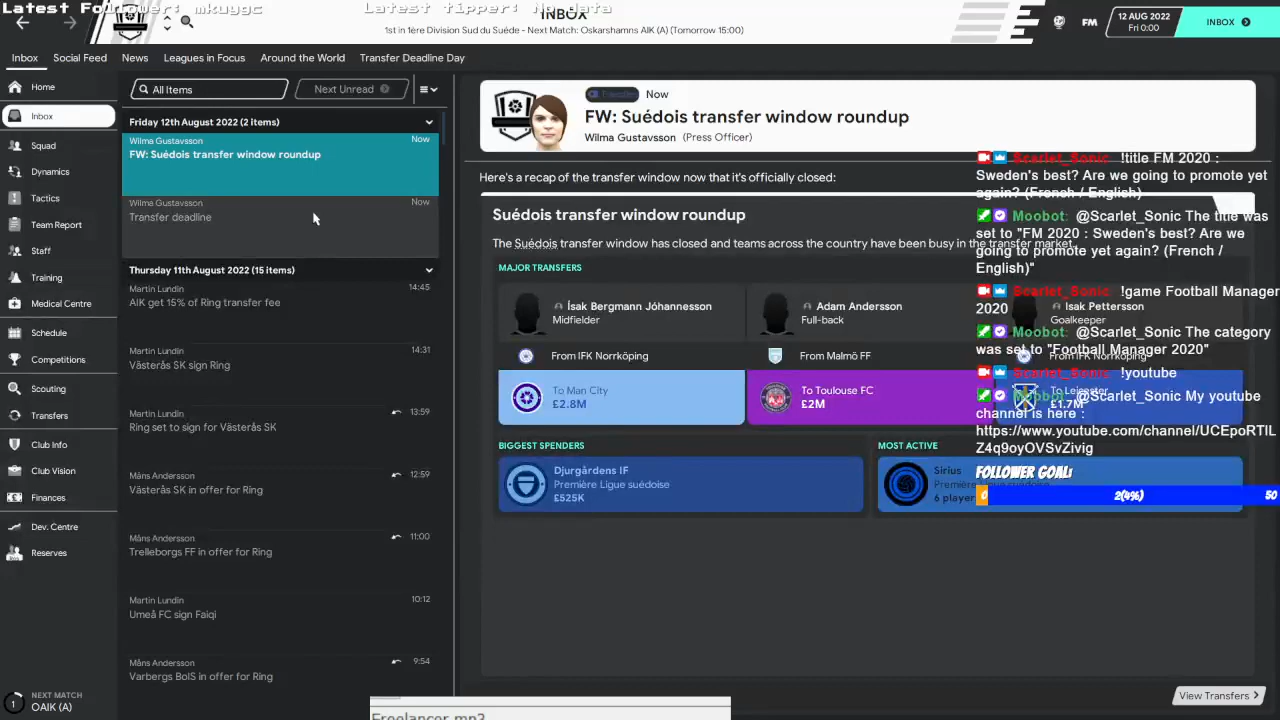 Latest Follower: mkuygc
Latest tipper: No data
INBOX
1st in 1ère Division Sud du Suède - Next Match: Oskarshamns AIK (A) (Tomorrow 15:00)
FM
12 AUG 2022
Fri 0:00
INBOX
Inbox
Social Feed
News
Leagues in Focus
Around the World
Transfer Deadline Day
Home
Inbox
Squad
Dynamics
Tactics
Team Report
Staff
Training
Medical Centre
Schedule
Competitions
Scouting
Transfers
Club Info
Club Vision
Finances
Dev. Centre
Reserves
1
NEXT MATCH
OAIK (A)
All Items
Next Unread
Friday 12th August 2022 (2 items)
Wilma Gustavsson
Now
FW: Suédois transfer window roundup
Wilma Gustavsson
Now
Transfer deadline
Thursday 11th August 2022 (15 items)
Martin Lundin
14:45
AIK get 15% of Ring transfer fee
Martin Lundin
14:31
Västerås SK sign Ring
Martin Lundin
13:59
Ring set to sign for Västerås SK
Måns Andersson
12:59
Västerås SK in offer for Ring
Måns Andersson
11:00
Trelleborgs FF in offer for Ring
Martin Lundin
10:12
Umeå FC sign Faiqi
Måns Andersson
9:54
Varbergs BoIS in offer for Ring
Transfer
Now
FW: Suédois transfer window roundup
Wilma Gustavsson (Press Officer)
Here's a recap of the transfer window now that it's officially closed:
Suédois transfer window roundup
The Suédois transfer window has closed and teams across the country have been busy in the transfer market.
MAJOR TRANSFERS
Ísak Bergmann Jóhannesson
Midfielder
From IFK Norrköping
To Man City
£2.8M
Adam Andersson
Full-back
From Malmö FF
To Toulouse FC
£2M
Isak Pettersson
Goalkeeper
From IFK Norrköping
To Leicester
£1.7M
BIGGEST SPENDERS
Djurgårdens IF
Première Ligue suédoise
£525K
MOST ACTIVE
Sirius
Première Ligue suédoise
6 player
View Transfers
Scarlet_Sonic: !title FM 2020 :
Sweden's best? Are we going to promote yet
again? (French / English)
Moobot: @Scarlet_Sonic The title was
set to "FM 2020 : Sweden's best? Are we
going to promote yet again? (French /
English)"
Scarlet_Sonic: !game Football Manager
2020
Moobot: @Scarlet_Sonic The category
was set to "Football Manager 2020"
Scarlet_Sonic: !youtube
Moobot: @Scarlet_Sonic My youtube
channel is here :
https://www.youtube.com/channel/UCEpoRTIL
Z4q9oyOVSvZivig
FOLLOWER GOAL:
0
2(4%)
50
Freelancer.mp3